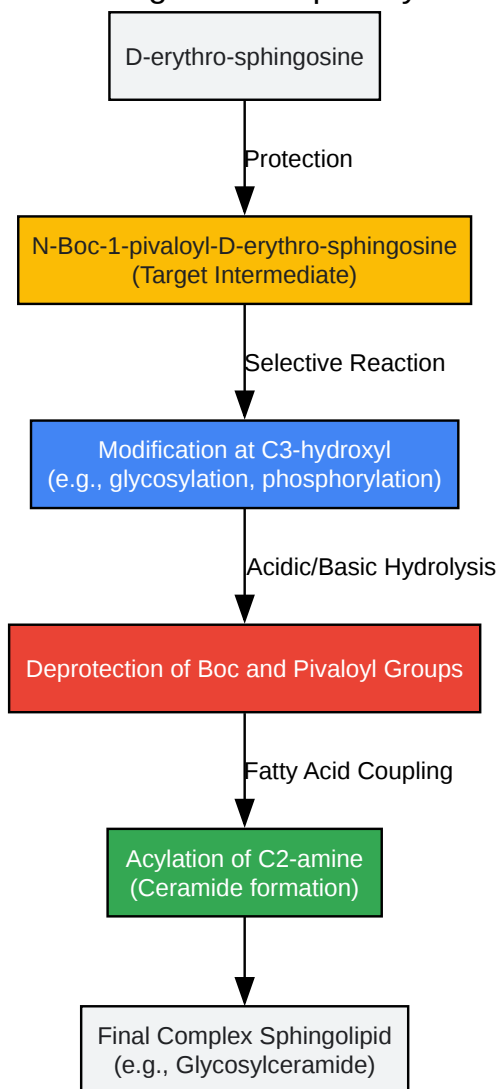 D-erythro-sphingosine
Protection
N-Boc-1-pivaloyl-D-erythro-sphingosine
(Target Intermediate)
Selective Reaction
Modification at C3-hydroxyl
(e.g., glycosylation, phosphorylation)
Acidic/Basic Hydrolysis
Deprotection of Boc and Pivaloyl Groups
Fatty Acid Coupling
Acylation of C2-amine
(Ceramide formation)
Final Complex Sphingolipid
(e.g., Glycosylceramide)